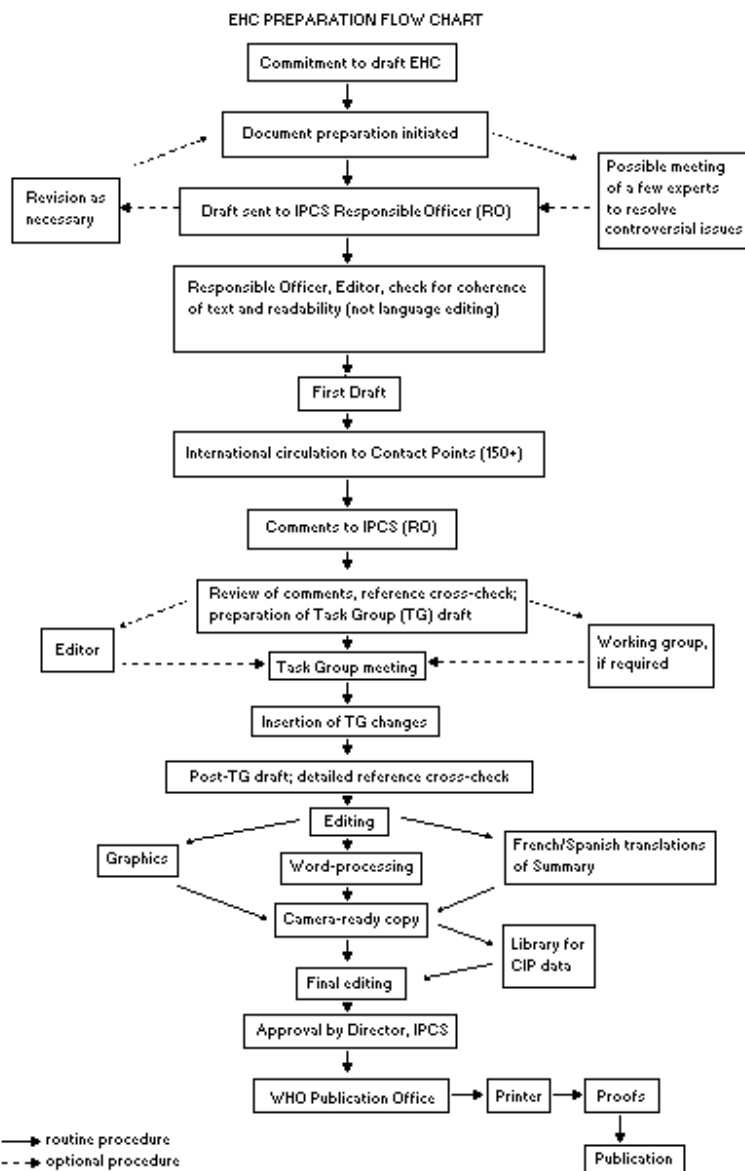 EHC PREPARATION FLOW CHART
Commitment to draft EHC
Document preparation initiated
Possible meeting
of a few experts
to resolve
controversial issues
Revision as
necessary
Draft sent to IPCS Responsible Officer (RO)
Responsible Officer, Editor, check for coherence
of text and readability (not language editing)
First Draft
International circulation to Contact Points (150+)
Comments to IPCS (RO)
Review of comments, reference cross-check;
preparation of Task Group (TG) draft
Editor
Working group,
if required
Task Group meeting
Insertion of TG changes
Post-TG draft; detailed reference cross-check
Editing
Graphics
Word-processing
French/Spanish translations
of Summary
Camera-ready copy
Library for
CIP data
Final editing
Approval by Director, IPCS
WHO Publication Office
Printer
Proofs
routine procedure
optional procedure
Publication